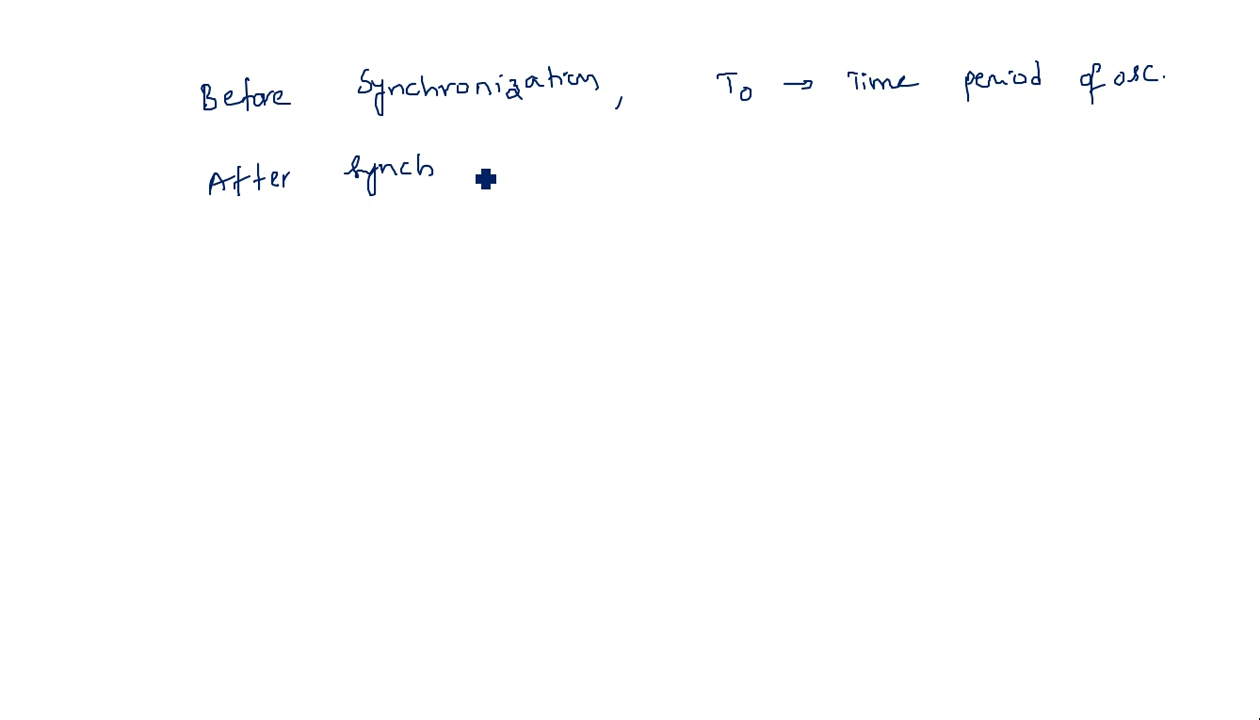 Before Synchronization, T0 → Time period of osc.
After Synch